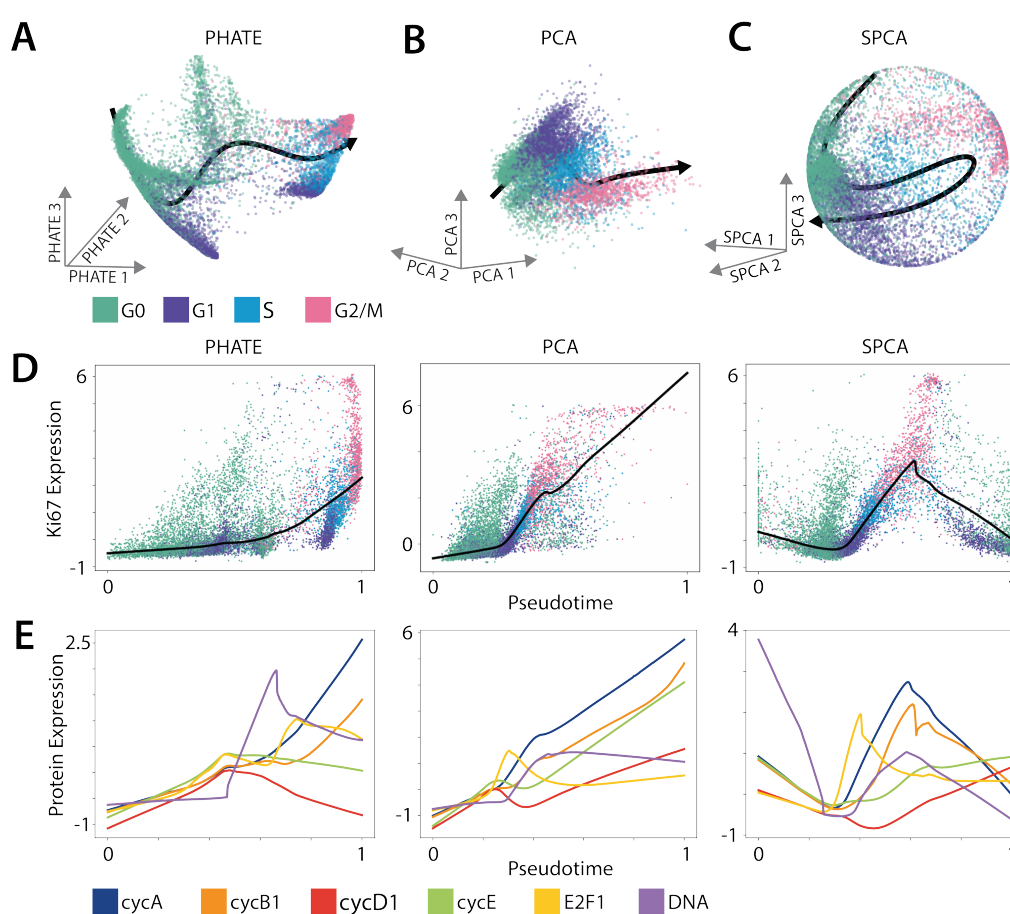 A PHATE
B PCA
C SPCA
PHATE 3
PHATE 2
PHATE 1
PCA 3
PCA 2
PCA 1
SPCA 3
SPCA 1
SPCA 2
G0 G1 S G2/M
D PHATE PCA SPCA
Ki67 Expression
6
-1
0 1
6
0
0 1
6
-1
0 1
Pseudotime
E
Protein Expression
2.5
-1
0 1
6
-1
0 1
4
-1
0 1
Pseudotime
cycA cycB1 cycD1 cycE E2F1 DNA